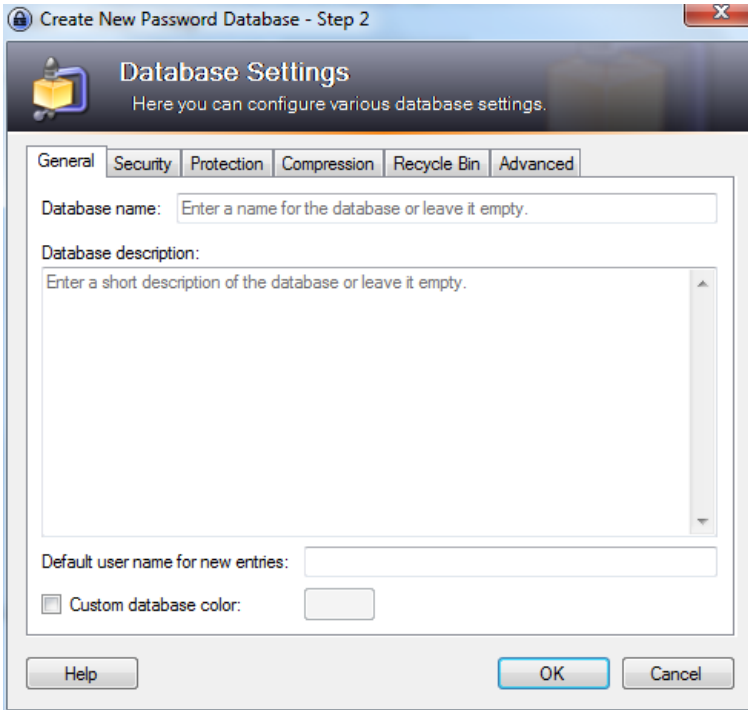 Create New Password Database - Step 2
X
Database Settings
Here you can configure various database settings.
General Security Protection Compression Recycle Bin Advanced
Database name: Enter a name for the database or leave it empty.
Database description:
Enter a short description of the database or leave it empty.
Default user name for new entries:
Custom database color:
Help OK Cancel